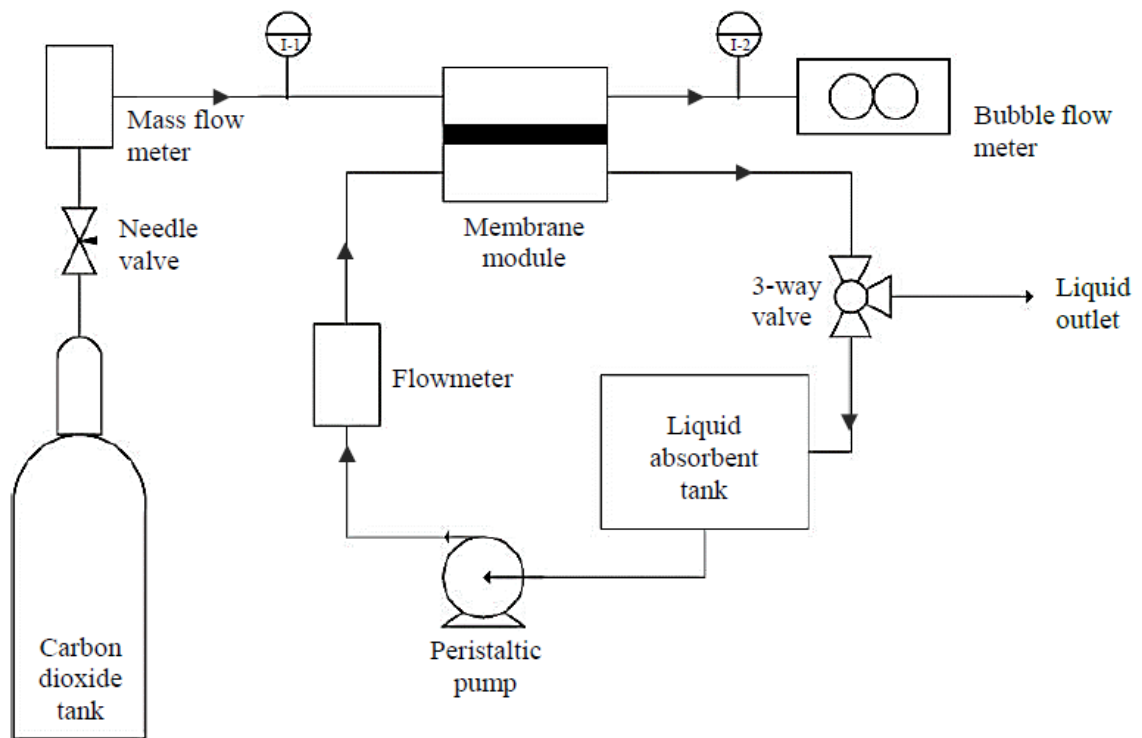 I-1
I-2
Mass flow
meter
Bubble flow
meter
Needle
valve
Membrane
module
3-way
valve
Liquid
outlet
Flowmeter
Liquid
absorbent
tank
Carbon
dioxide
tank
Peristaltic
pump